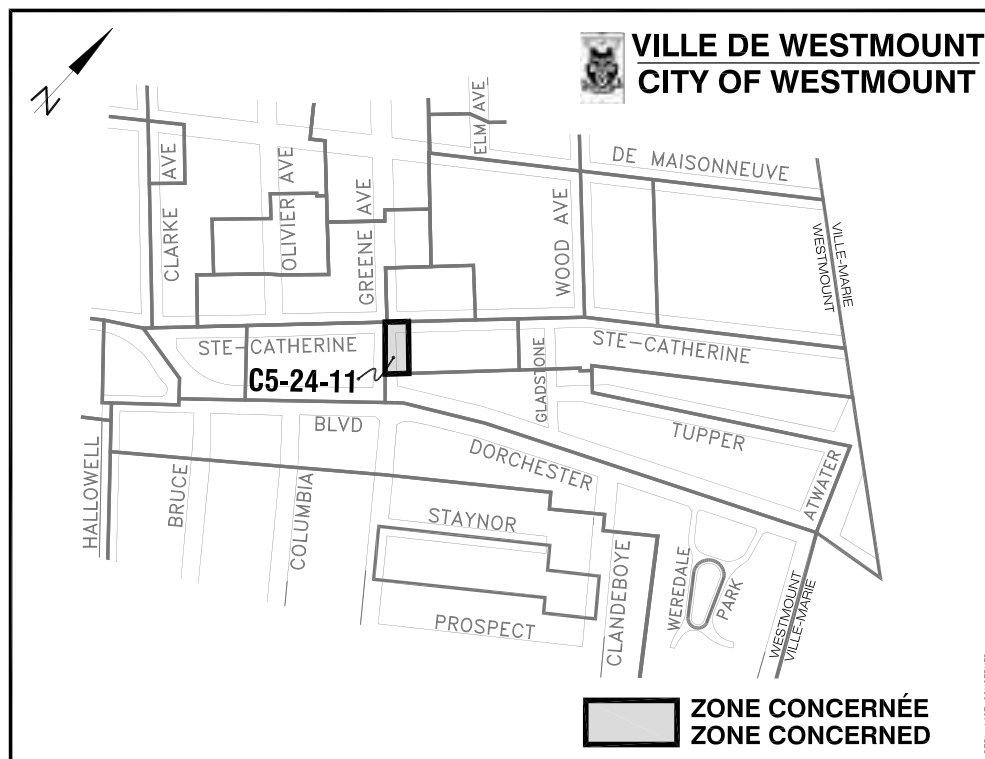 N
VILLE DE WESTMOUNT
CITY OF WESTMOUNT
ELM AVE
DE MAISONNEUVE
CLARKE AVE
OLIVIER AVE
GREENE AVE
WOOD AVE
VILLE-MARIE
WESTMOUNT
STE-CATHERINE
STE-CATHERINE
C5-24-11
GLADSTONE
BLVD
DORCHESTER
TUPPER
ATWATER
HALLOWELL
BRUCE
COLUMBIA
STAYNOR
PROSPECT
CLANDEBOYE
WEREDALE
PARK
WESTMOUNT
VILLE-MARIE
ZONE CONCERNÉE
ZONE CONCERNED